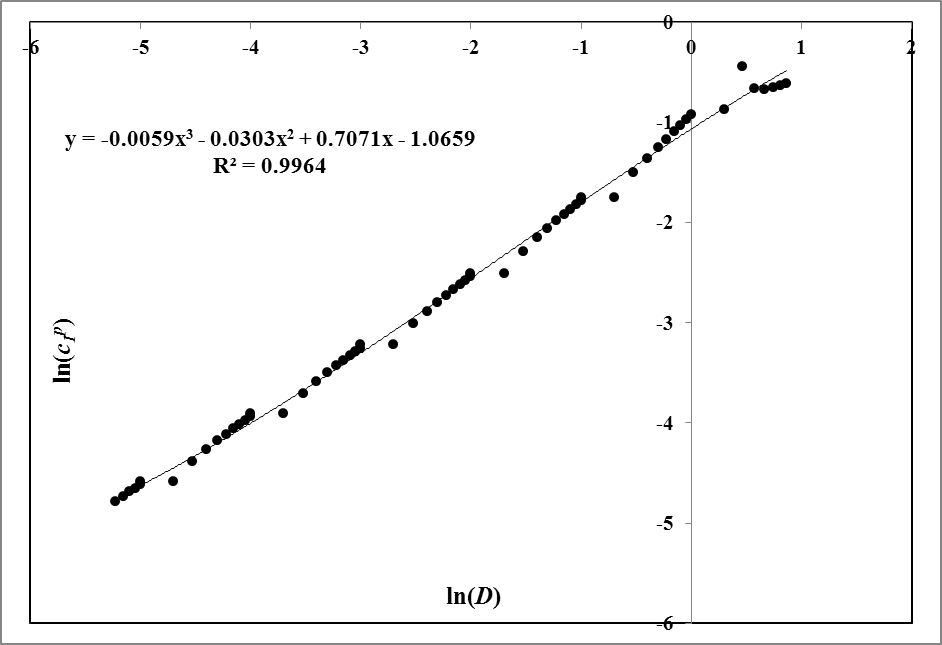 -0
-6 -5 -4 -3 -2 -1 0 1 2
y = -0.0059x³ - 0.0303x² + 0.7071x - 1.0659
R² = 0.9964
-1
-2
-3
-4
-5
-6
ln(c₁ᵖ)
ln(D)